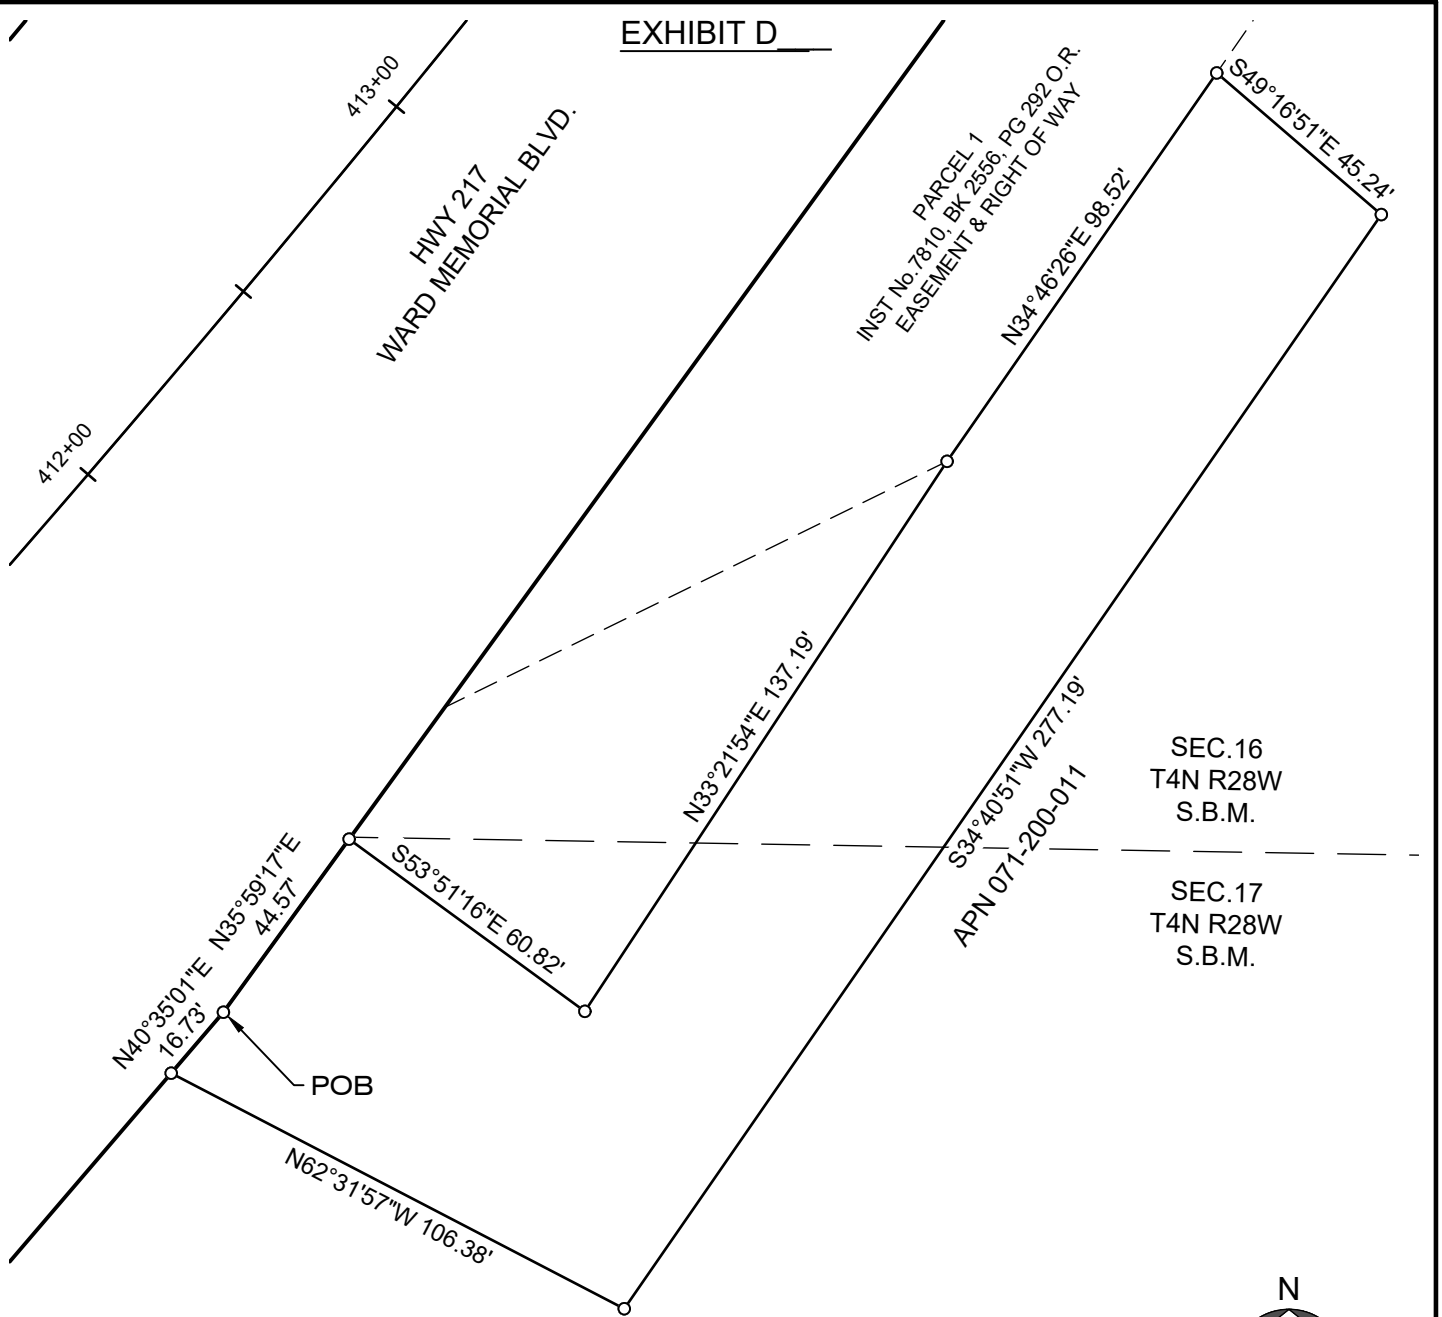 EXHIBIT D___
413+00
HWY 217
WARD MEMORIAL BLVD.
412+00
PARCEL 1
INST No.7810, BK 2556, PG 292 O.R.
EASEMENT & RIGHT OF WAY
S49°16'51"E 45.24'
N34°46'26"E 98.52'
N33°21'54"E 137.19'
S34°40'51"W 277.19'
APN 071-200-011
SEC.16
T4N R28W
S.B.M.
SEC.17
T4N R28W
S.B.M.
N35°59'17"E
44.57'
S53°51'16"E 60.82'
N40°35'01"E
16.73'
POB
N62°31'57"W 106.38'
N